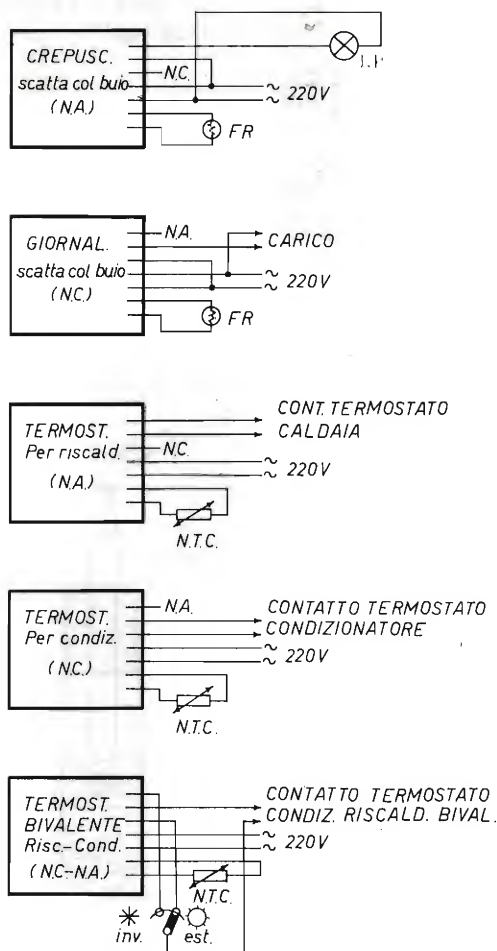 CREPUSC.
scatta col buio
(N.A.)
N.C.
~ 220V
~
FR
GIORNAL.
scatta col buio
(N.C.)
N.A.
CARICO
~ 220V
~
FR
TERMOST.
Per riscald.
(N.A.)
CONT. TERMOSTATO
CALDAIA
N.C.
~ 220V
~
N.T.C.
TERMOST.
Per condiz.
(N.C.)
N.A.
CONTATTO TERMOSTATO
CONDIZIONATORE
~ 220V
~
N.T.C.
TERMOST.
BIVALENTE
Risc.-Cond.
(N.C-N.A.)
CONTATTO TERMOSTATO
CONDIZ. RISCALD. BIVAL.
~ 220V
~
N.T.C.
inv. est.